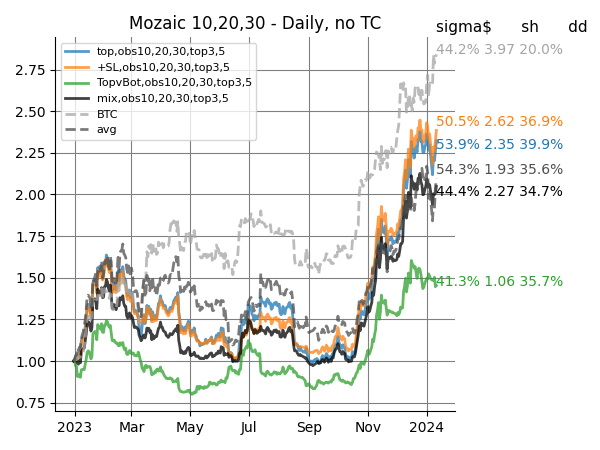 Mozaic 10,20,30 - Daily, no TC
sigma$ sh dd
top,obs10,20,30,top3,5
+SL,obs10,20,30,top3,5
TopvBot,obs10,20,30,top3,5
mix,obs10,20,30,top3,5
BTC
avg
44.2% 3.97 20.0%
50.5% 2.62 36.9%
53.9% 2.35 39.9%
54.3% 1.93 35.6%
44.4% 2.27 34.7%
41.3% 1.06 35.7%
2.75
2.50
2.25
2.00
1.75
1.50
1.25
1.00
0.75
2023 Mar May Jul Sep Nov 2024